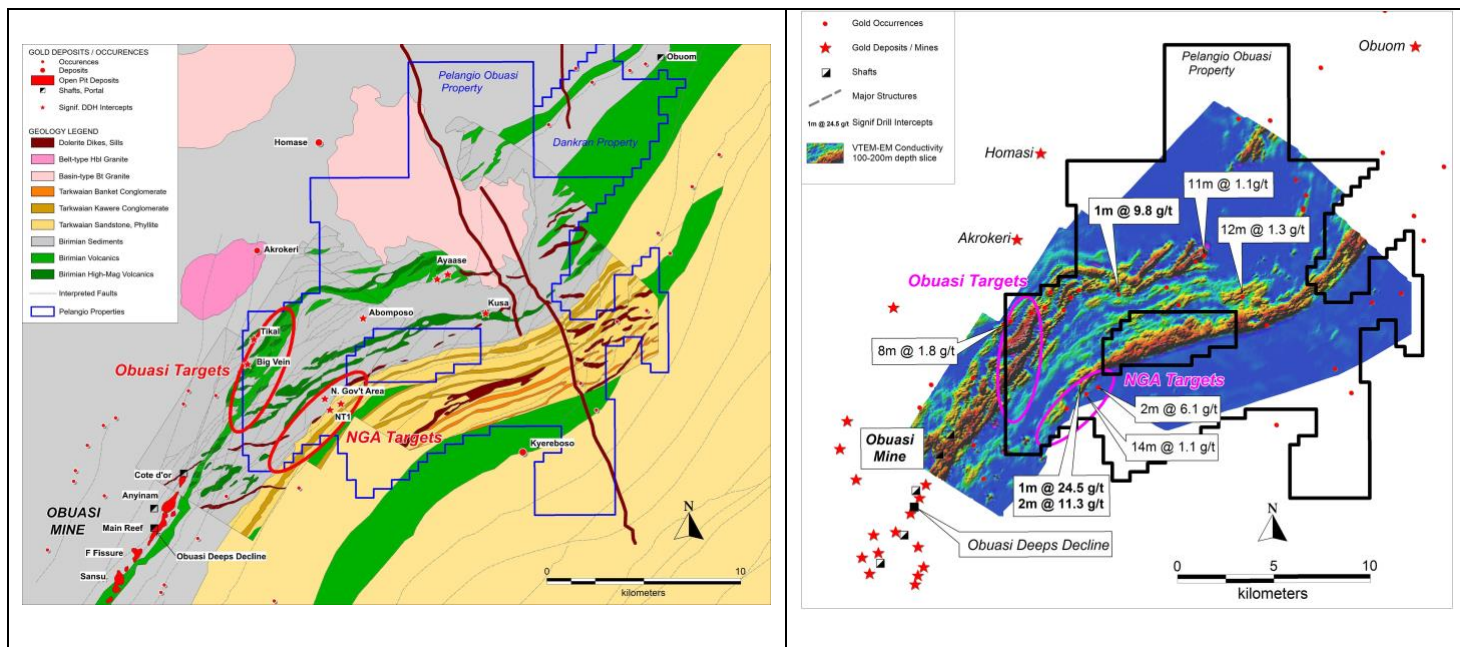 GOLD DEPOSITS / OCCURENCES
Occurences
Deposits
Open Pit Deposits
Shafts, Portal
Signif. DDH Intercepts
GEOLOGY LEGEND
Dolerite Dikes, Sills
Belt-type Hbl Granite
Basin-type Bt Granite
Tarkwaian Banket Conglomerate
Tarkwaian Kawere Conglomerate
Tarkwaian Sandstone, Phyllite
Birimian Sediments
Birimian Volcanics
Birimian High-Mag Volcanics
Interpreted Faults
Pelangio Properties
Obuom
Pelangio Obuasi
Property
Dankran Property
Homase
Akrokeri
Ayaase
Kusa
Abomposo
Tikal
Big Vein
Obuasi Targets
N. Gov't Area
NT1
NGA Targets
Kyereboso
Cote d'or
Anyinam
OBUASI
MINE
Main Reef
Obuasi Deeps Decline
F Fissure
Sansu.
N
0
10
kilometers
Gold Occurrences
Gold Deposits / Mines
Shafts
Major Structures
1m @ 24.5 g/t
Signif Drill Intercepts
VTEM-EM Conductivity
100-200m depth slice
Pelangio Obuasi
Property
Obuom
Homasi
11m @ 1.1g/t
1m @ 9.8 g/t
12m @ 1.3 g/t
Akrokeri
Obuasi Targets
8m @ 1.8 g/t
NGA Targets
2m @ 6.1 g/t
14m @ 1.1 g/t
Obuasi
Mine
1m @ 24.5 g/t
2m @ 11.3 g/t
Obuasi Deeps Decline
N
0
5
10
kilometers